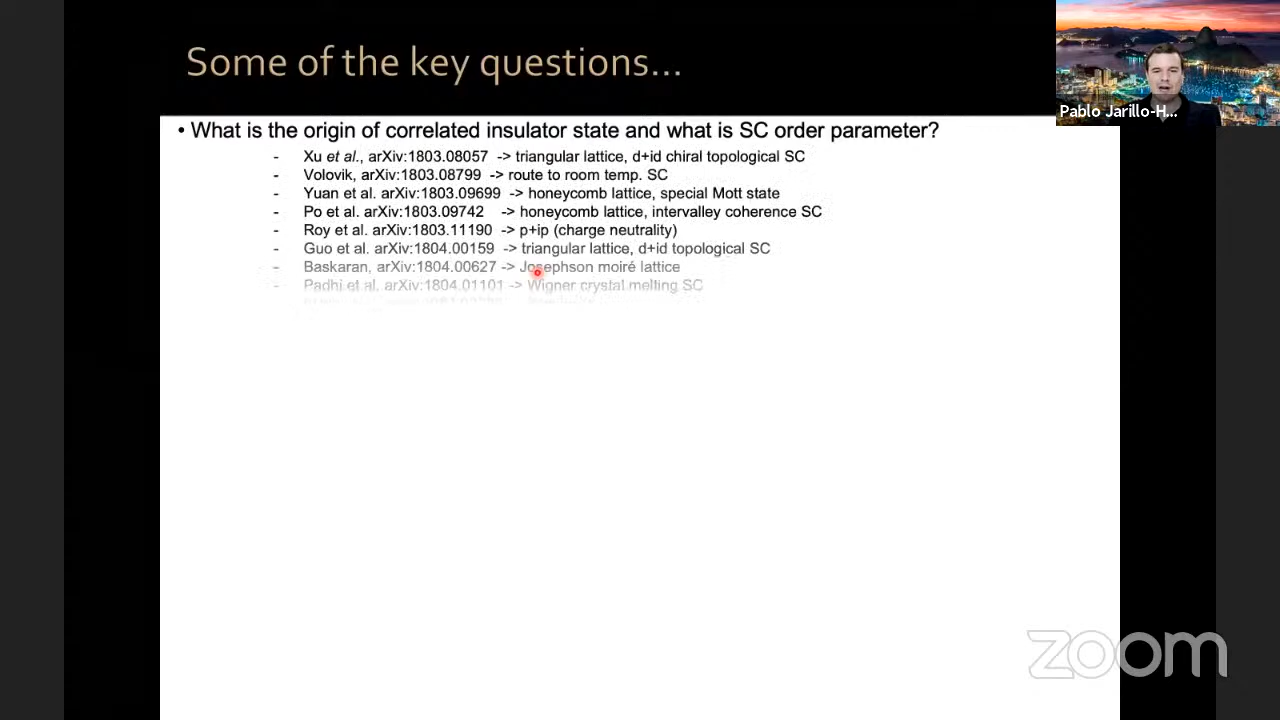 Some of the key questions...
Pablo Jarillo-H...
• What is the origin of correlated insulator state and what is SC order parameter?
- Xu et al., arXiv:1803.08057 -> triangular lattice, d+id chiral topological SC
- Volovik, arXiv:1803.08799 -> route to room temp. SC
- Yuan et al. arXiv:1803.09699 -> honeycomb lattice, special Mott state
- Po et al. arXiv:1803.09742 -> honeycomb lattice, intervalley coherence SC
- Roy et al. arXiv:1803.11190 -> p+ip (charge neutrality)
- Guo et al. arXiv:1804.00159 -> triangular lattice, d+id topological SC
- Baskaran, arXiv:1804.00627 -> Josephson moiré lattice
- Padhi et al. arXiv:1804.01101 -> Wigner crystal melting SC
zoom